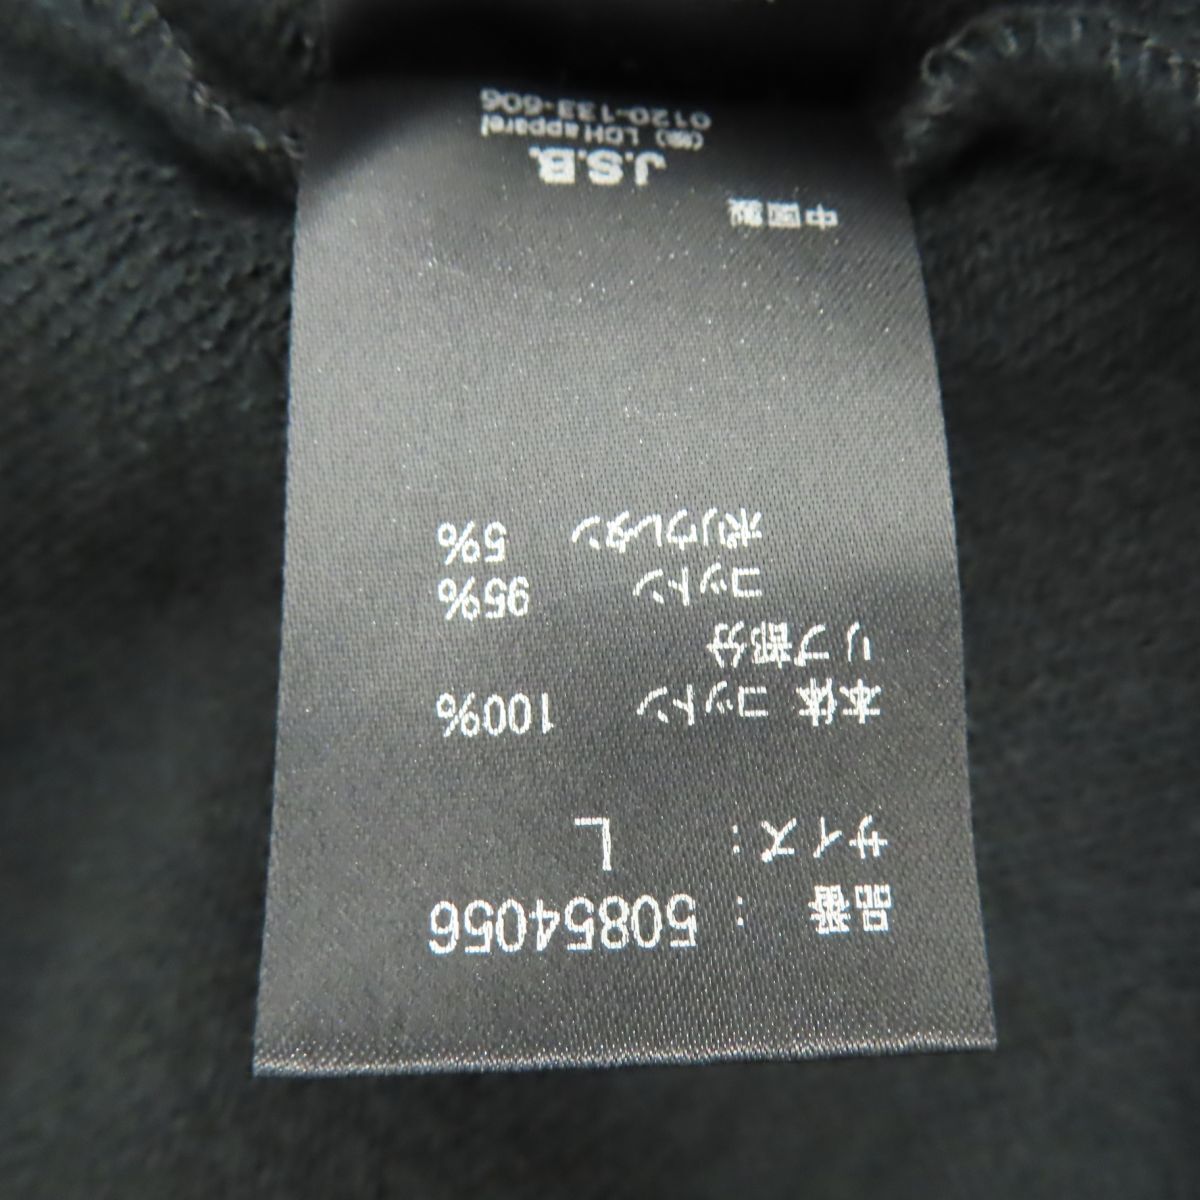 品番 : 50854056
サイズ : L
本体 コットン 100%
リブ部分
コットン 95%
ポリウレタン 5%
中国製
J.S.B.
(株) LDH apparel
0120-133-606